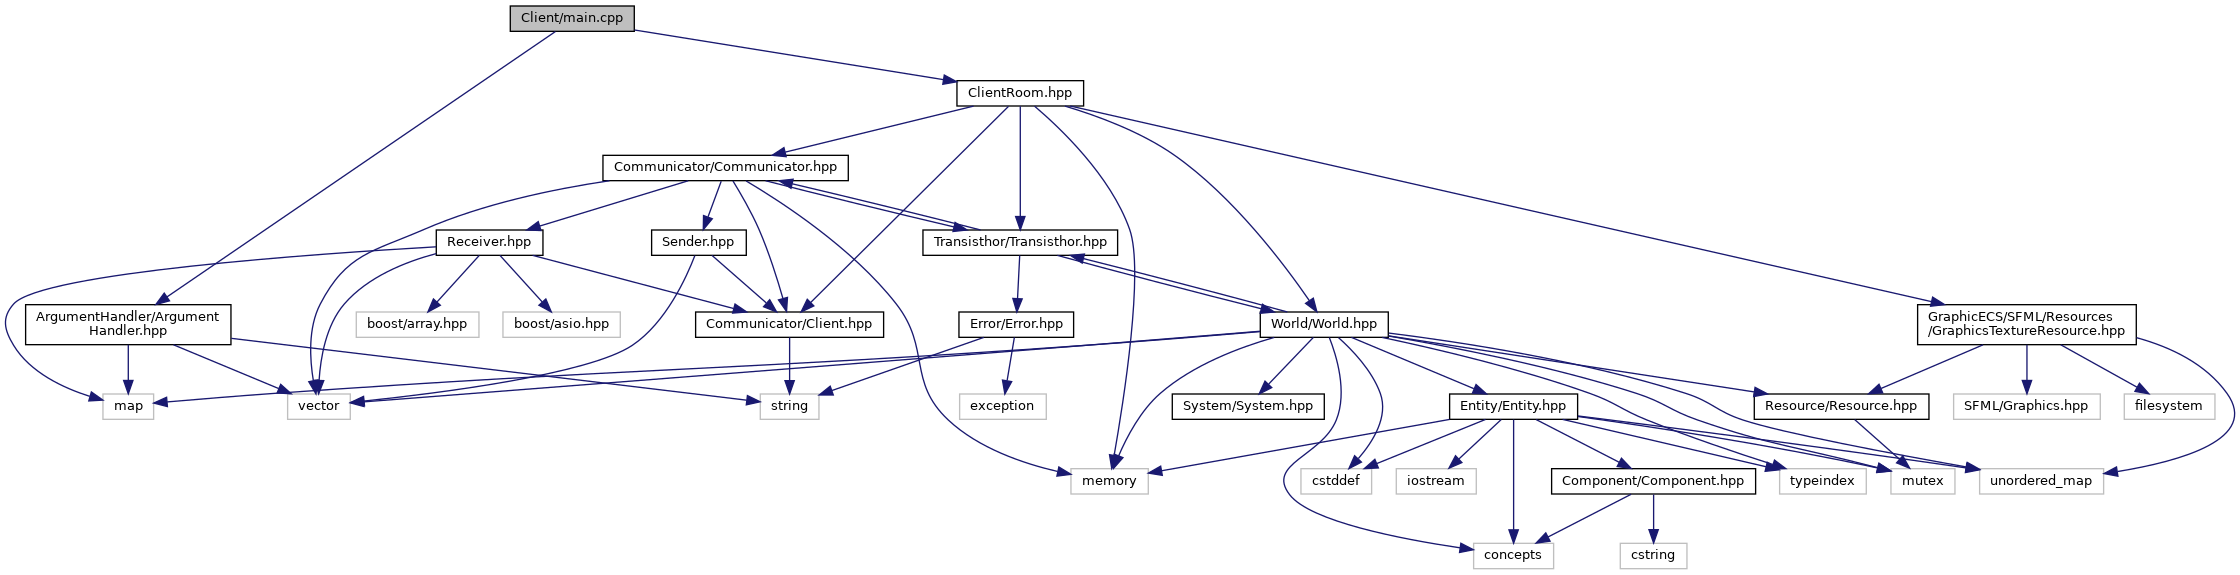 Client/main.cpp
ClientRoom.hpp
Communicator/Communicator.hpp
Receiver.hpp
Sender.hpp
Transisthor/Transisthor.hpp
ArgumentHandler/Argument
Handler.hpp
boost/array.hpp
boost/asio.hpp
Communicator/Client.hpp
Error/Error.hpp
World/World.hpp
GraphicECS/SFML/Resources
/GraphicsTextureResource.hpp
map
vector
string
exception
System/System.hpp
Entity/Entity.hpp
Resource/Resource.hpp
SFML/Graphics.hpp
filesystem
memory
cstddef
iostream
Component/Component.hpp
typeindex
mutex
unordered_map
concepts
cstring